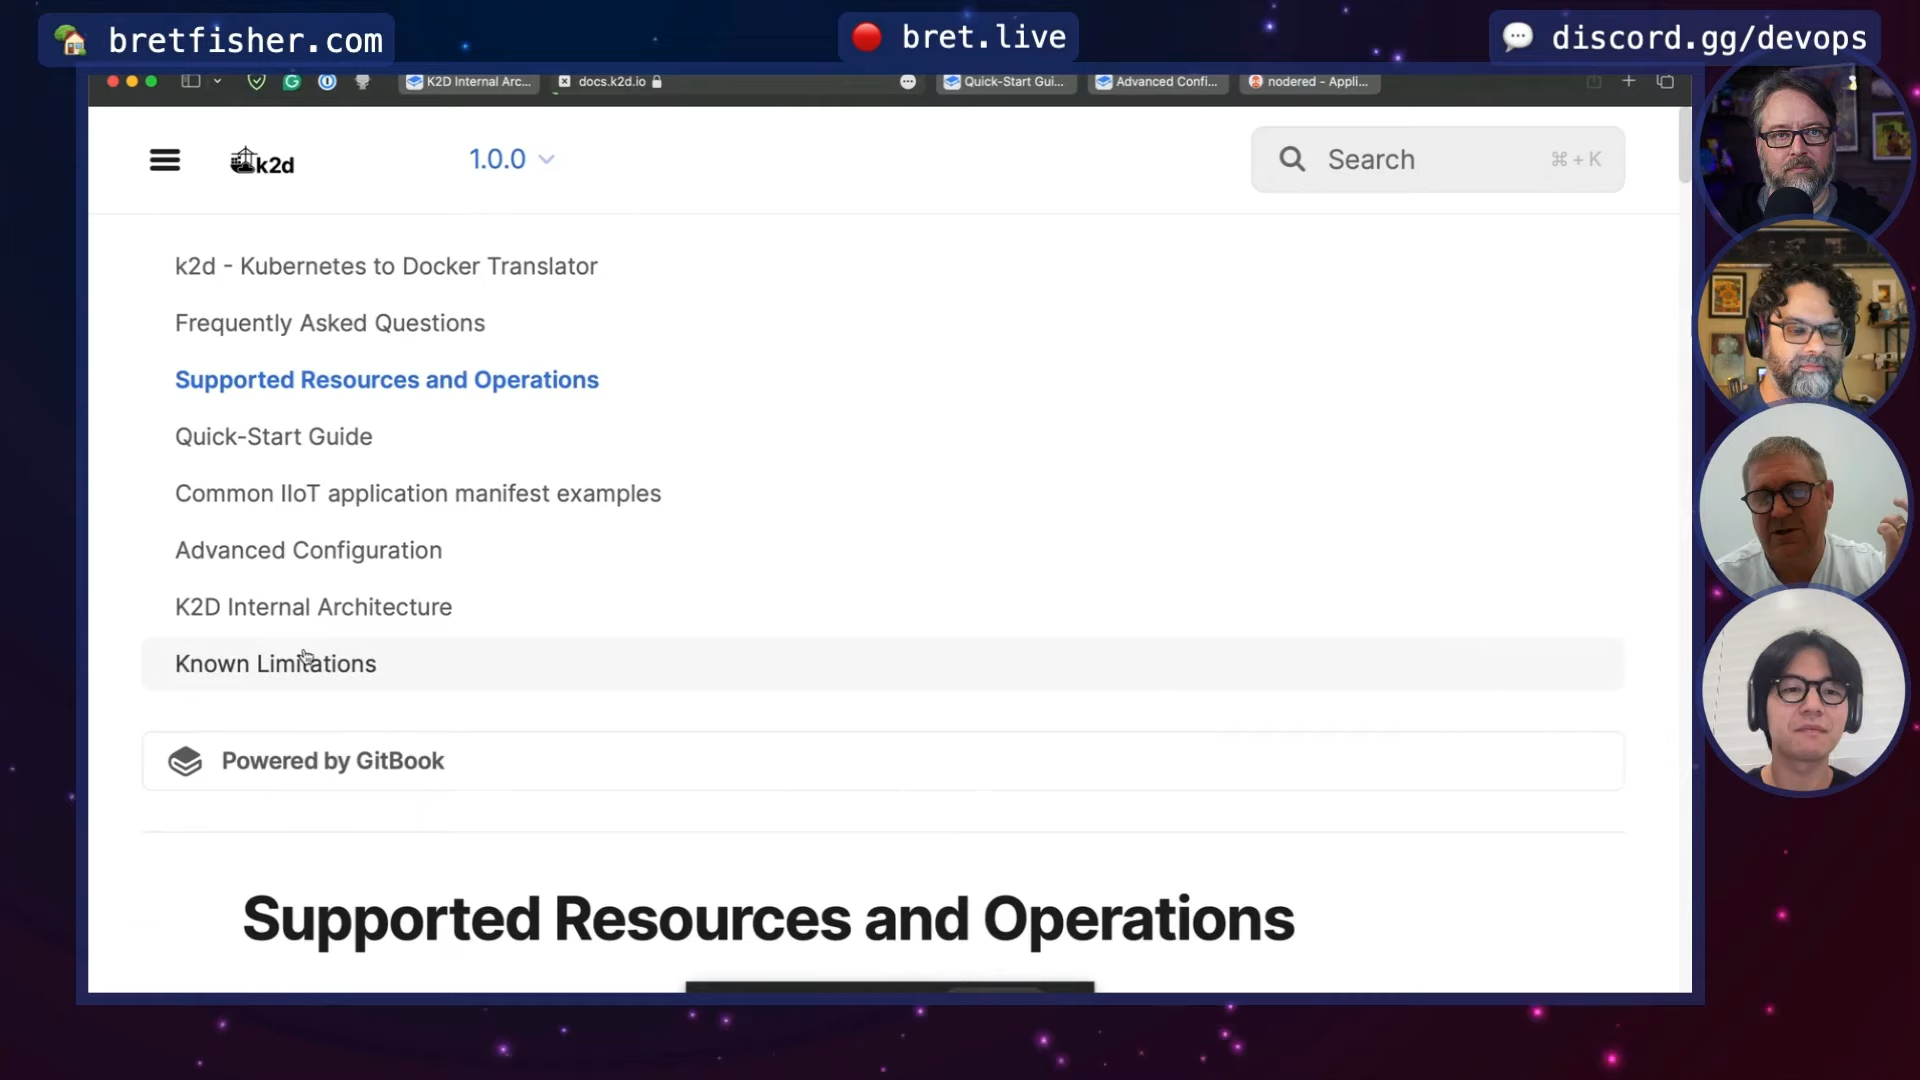 bretfisher.com
bret.live
discord.gg/devops
K2D Internal Arc...
docs.k2d.io
Quick-Start Gui...
Advanced Confi...
nodered - Appli...
k2d
1.0.0
Search
⌘ + K
k2d - Kubernetes to Docker Translator
Frequently Asked Questions
Supported Resources and Operations
Quick-Start Guide
Common IIoT application manifest examples
Advanced Configuration
K2D Internal Architecture
Known Limitations
Powered by GitBook
Supported Resources and Operations